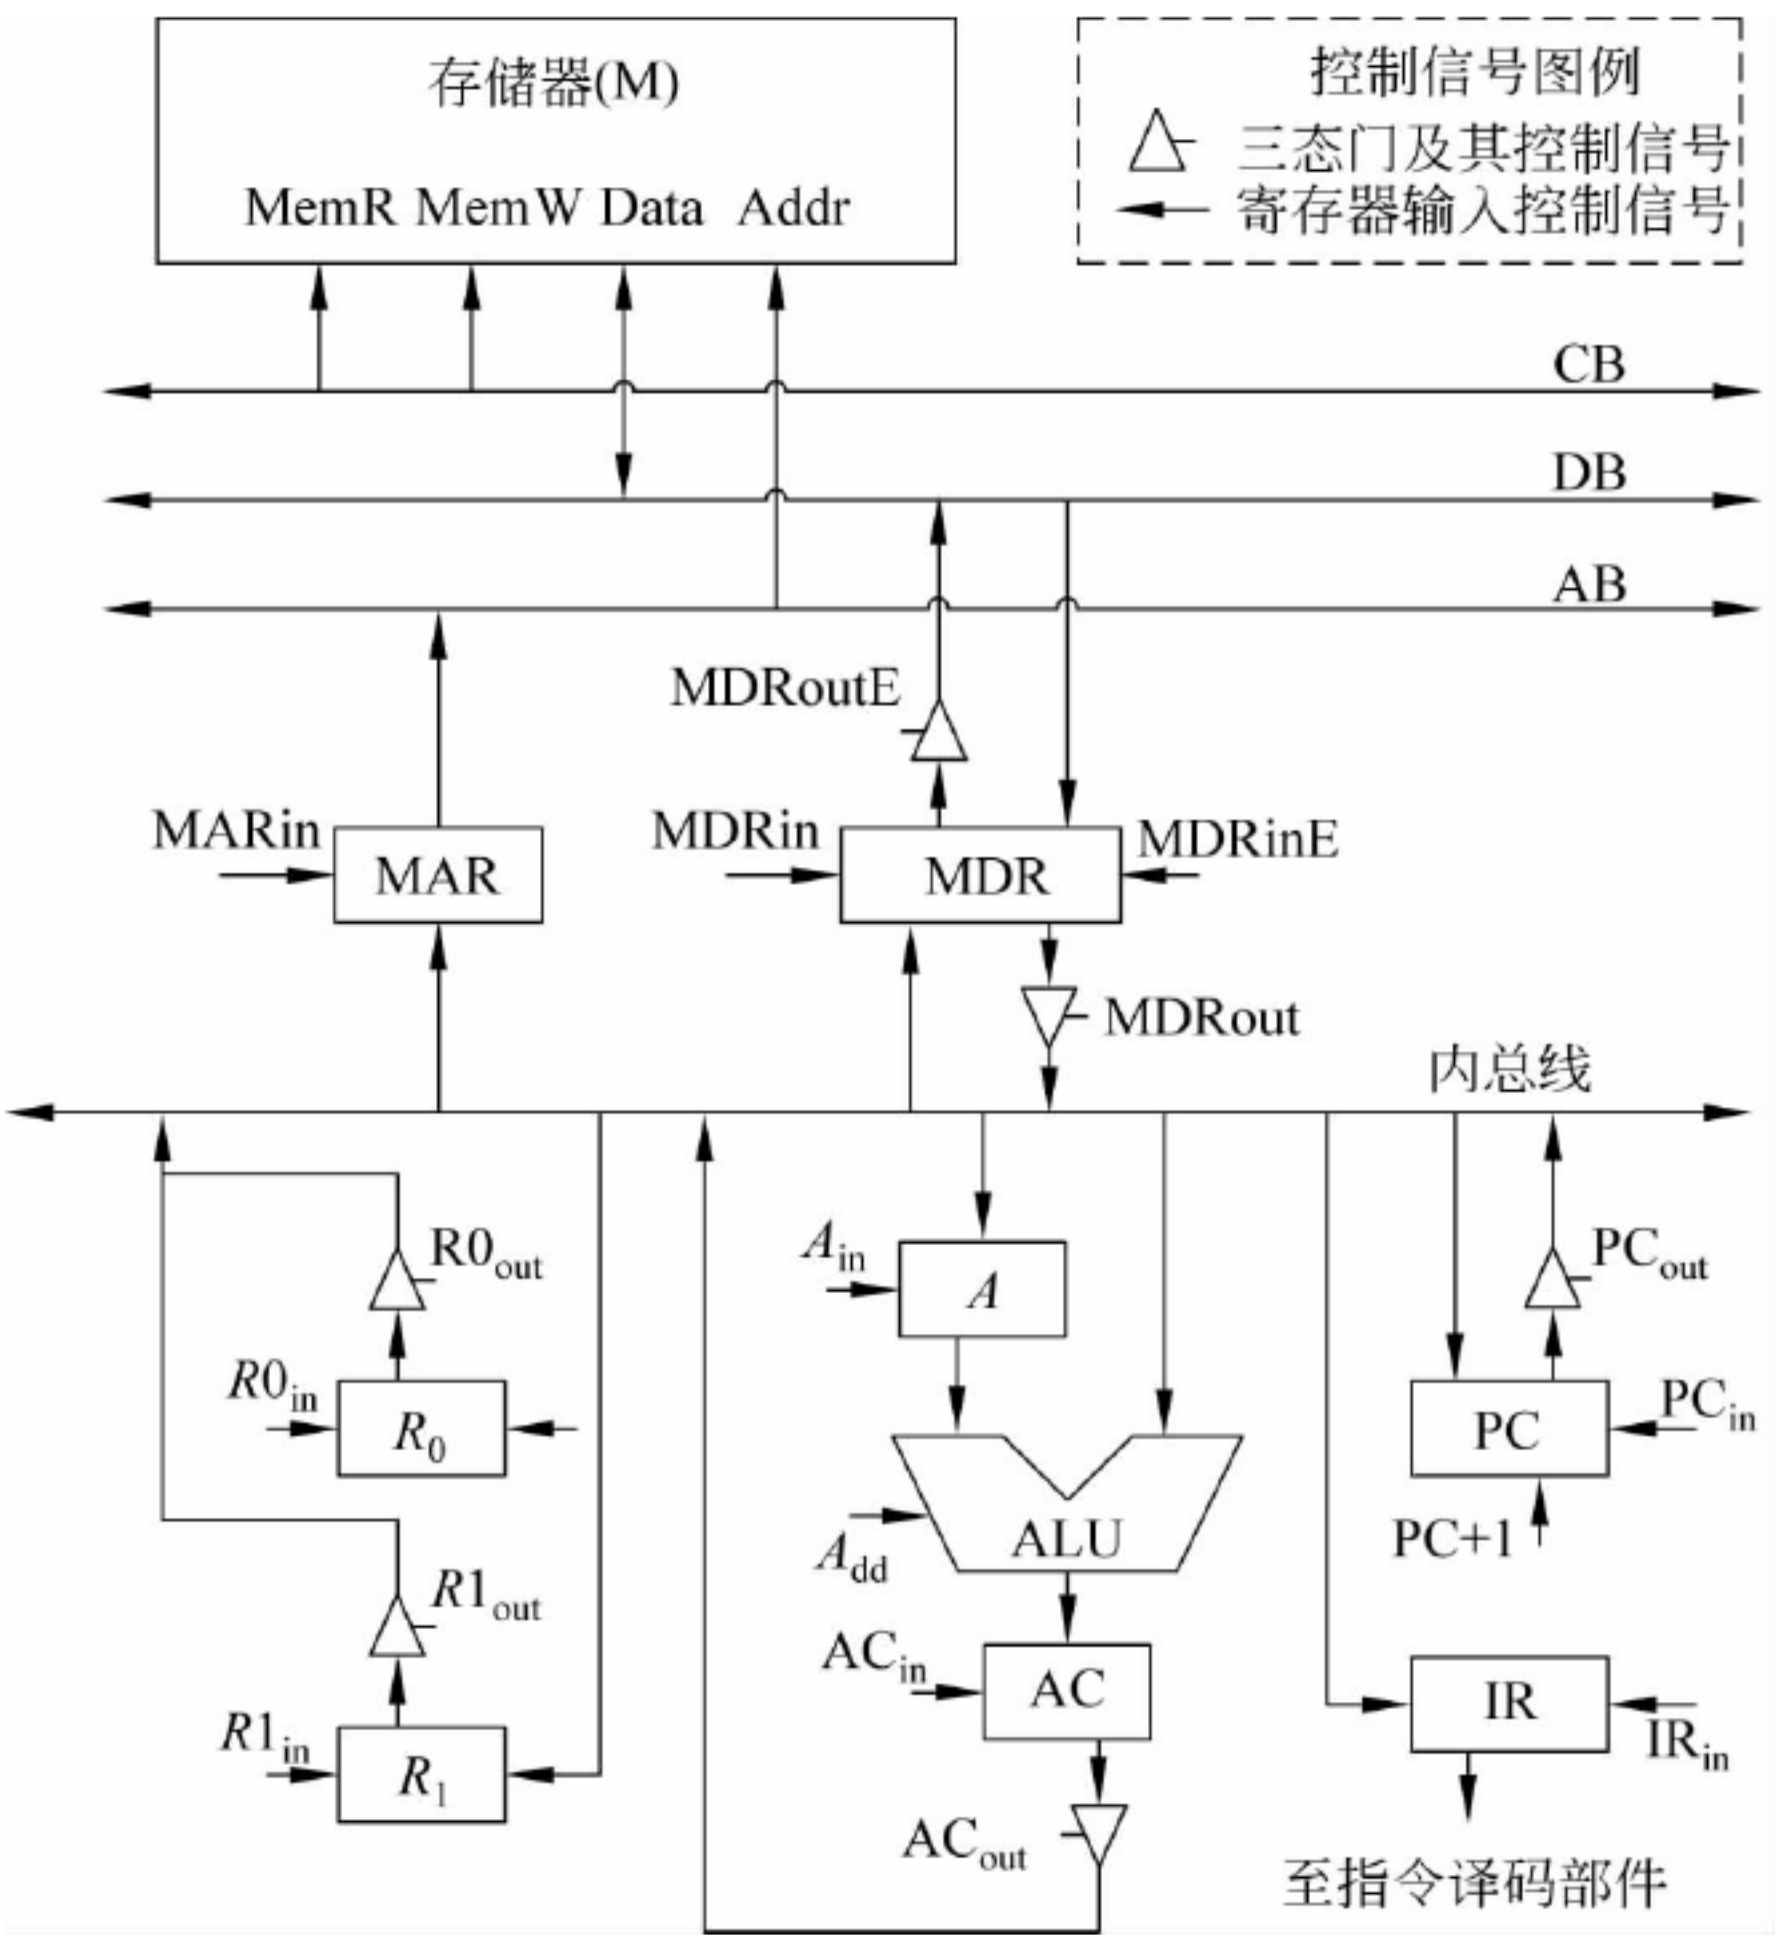 存储器(M)
MemR MemW Data Addr
控制信号图例
三态门及其控制信号
寄存器输入控制信号
CB
DB
AB
MDRoutE
MARin
MAR
MDRin
MDR
MDRinE
MDRout
内总线
R0out
R0in
R0
R1out
R1in
R1
Ain
A
Add
ALU
ACin
AC
ACout
PCout
PC
PCin
PC+1
IR
IRin
至指令译码部件